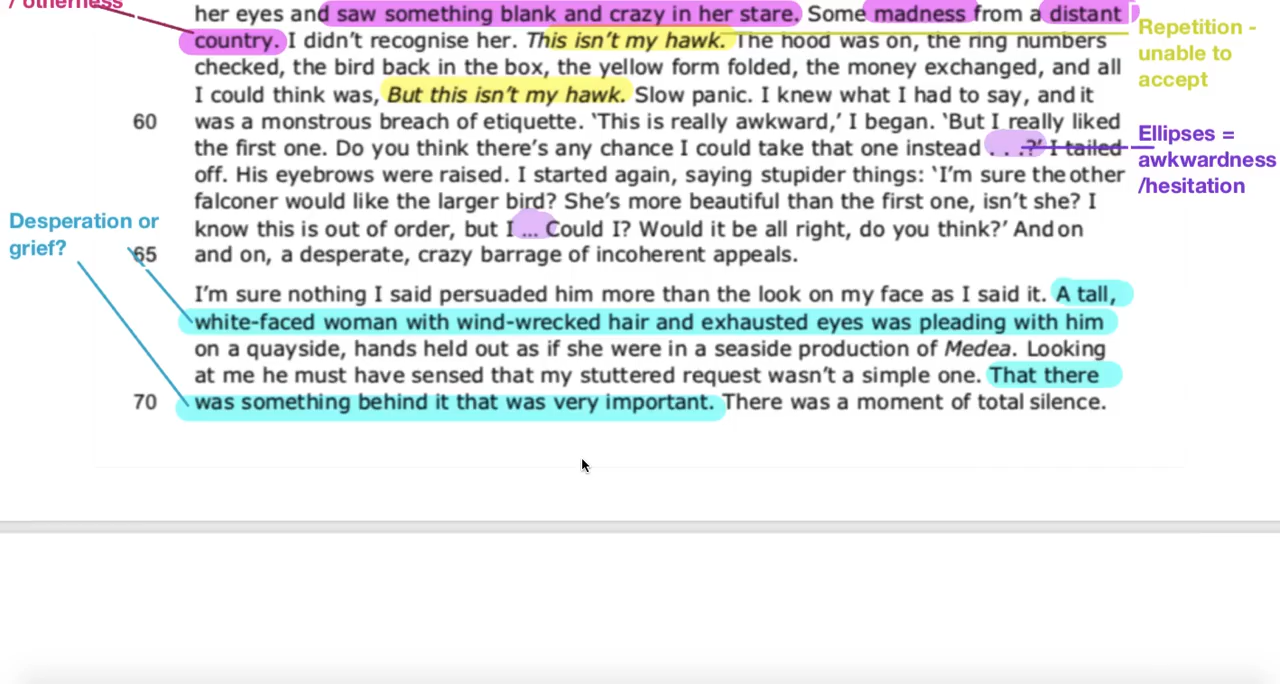 / otherness
her eyes and saw something blank and crazy in her stare. Some madness from a distant
country. I didn't recognise her. This isn't my hawk. The hood was on, the ring numbers
checked, the bird back in the box, the yellow form folded, the money exchanged, and all
I could think was, But this isn't my hawk. Slow panic. I knew what I had to say, and it
60 was a monstrous breach of etiquette. 'This is really awkward,' I began. 'But I really liked
the first one. Do you think there's any chance I could take that one instead . . .?' I tailed
off. His eyebrows were raised. I started again, saying stupider things: 'I'm sure the other
falconer would like the larger bird? She's more beautiful than the first one, isn't she? I
know this is out of order, but I ... Could I? Would it be all right, do you think?' And on
65 and on, a desperate, crazy barrage of incoherent appeals.
I'm sure nothing I said persuaded him more than the look on my face as I said it. A tall,
white-faced woman with wind-wrecked hair and exhausted eyes was pleading with him
on a quayside, hands held out as if she were in a seaside production of Medea. Looking
at me he must have sensed that my stuttered request wasn't a simple one. That there
70 was something behind it that was very important. There was a moment of total silence.
Repetition -
unable to
accept
Ellipses =
awkwardness
/hesitation
Desperation or
grief?